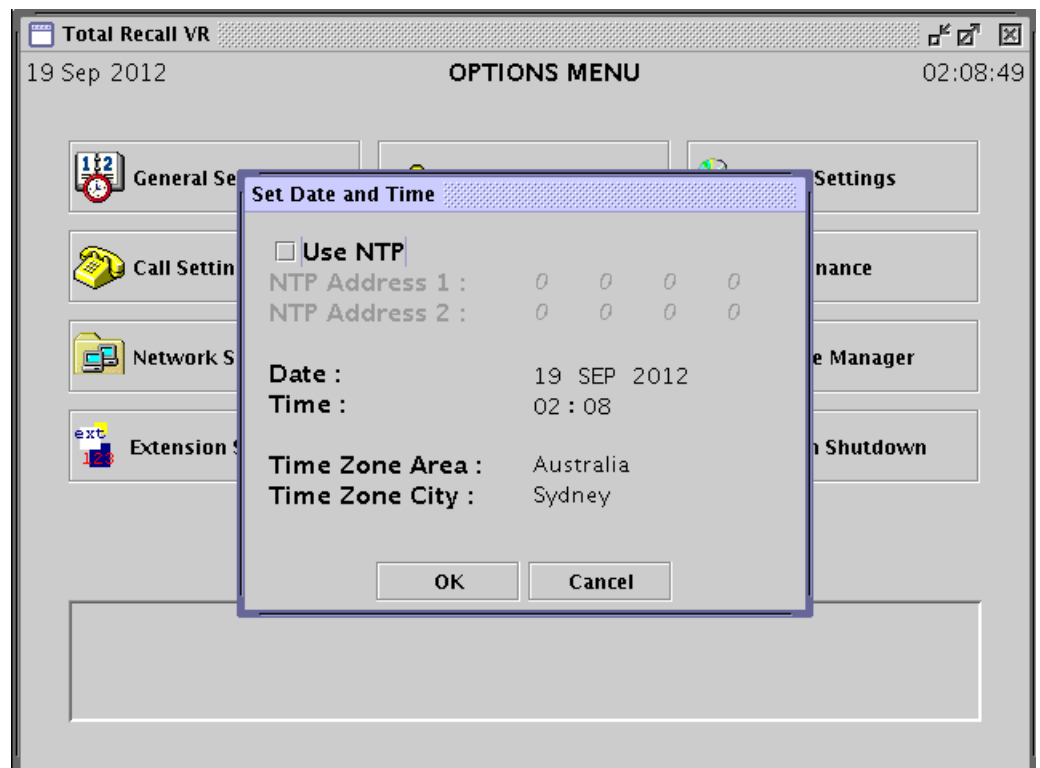 Total Recall VR
19 Sep 2012 OPTIONS MENU 02:08:49
General Se
Settings
Call Settin
nance
Network S
e Manager
ext
123
Extension S
n Shutdown
Set Date and Time
Use NTP
NTP Address 1 : 0 0 0 0
NTP Address 2 : 0 0 0 0
Date : 19 SEP 2012
Time : 02 : 08
Time Zone Area : Australia
Time Zone City : Sydney
OK Cancel